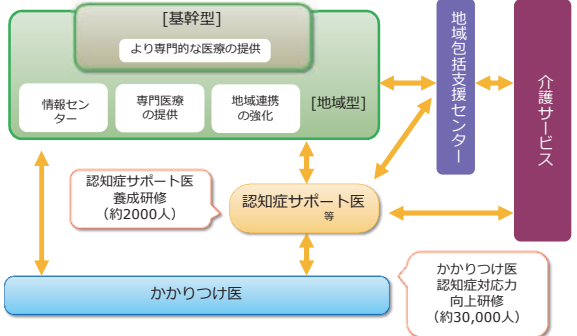 [基幹型]
より専門的な医療の提供
情報セン
ター
専門医療
の提供
地域連携
の強化
[地域型]
地域包括支援センター
介護サービス
認知症サポート医
養成研修
(約2000人)
認知症サポート医
等
かかりつけ医
かかりつけ医
認知症対応力
向上研修
(約30,000人)